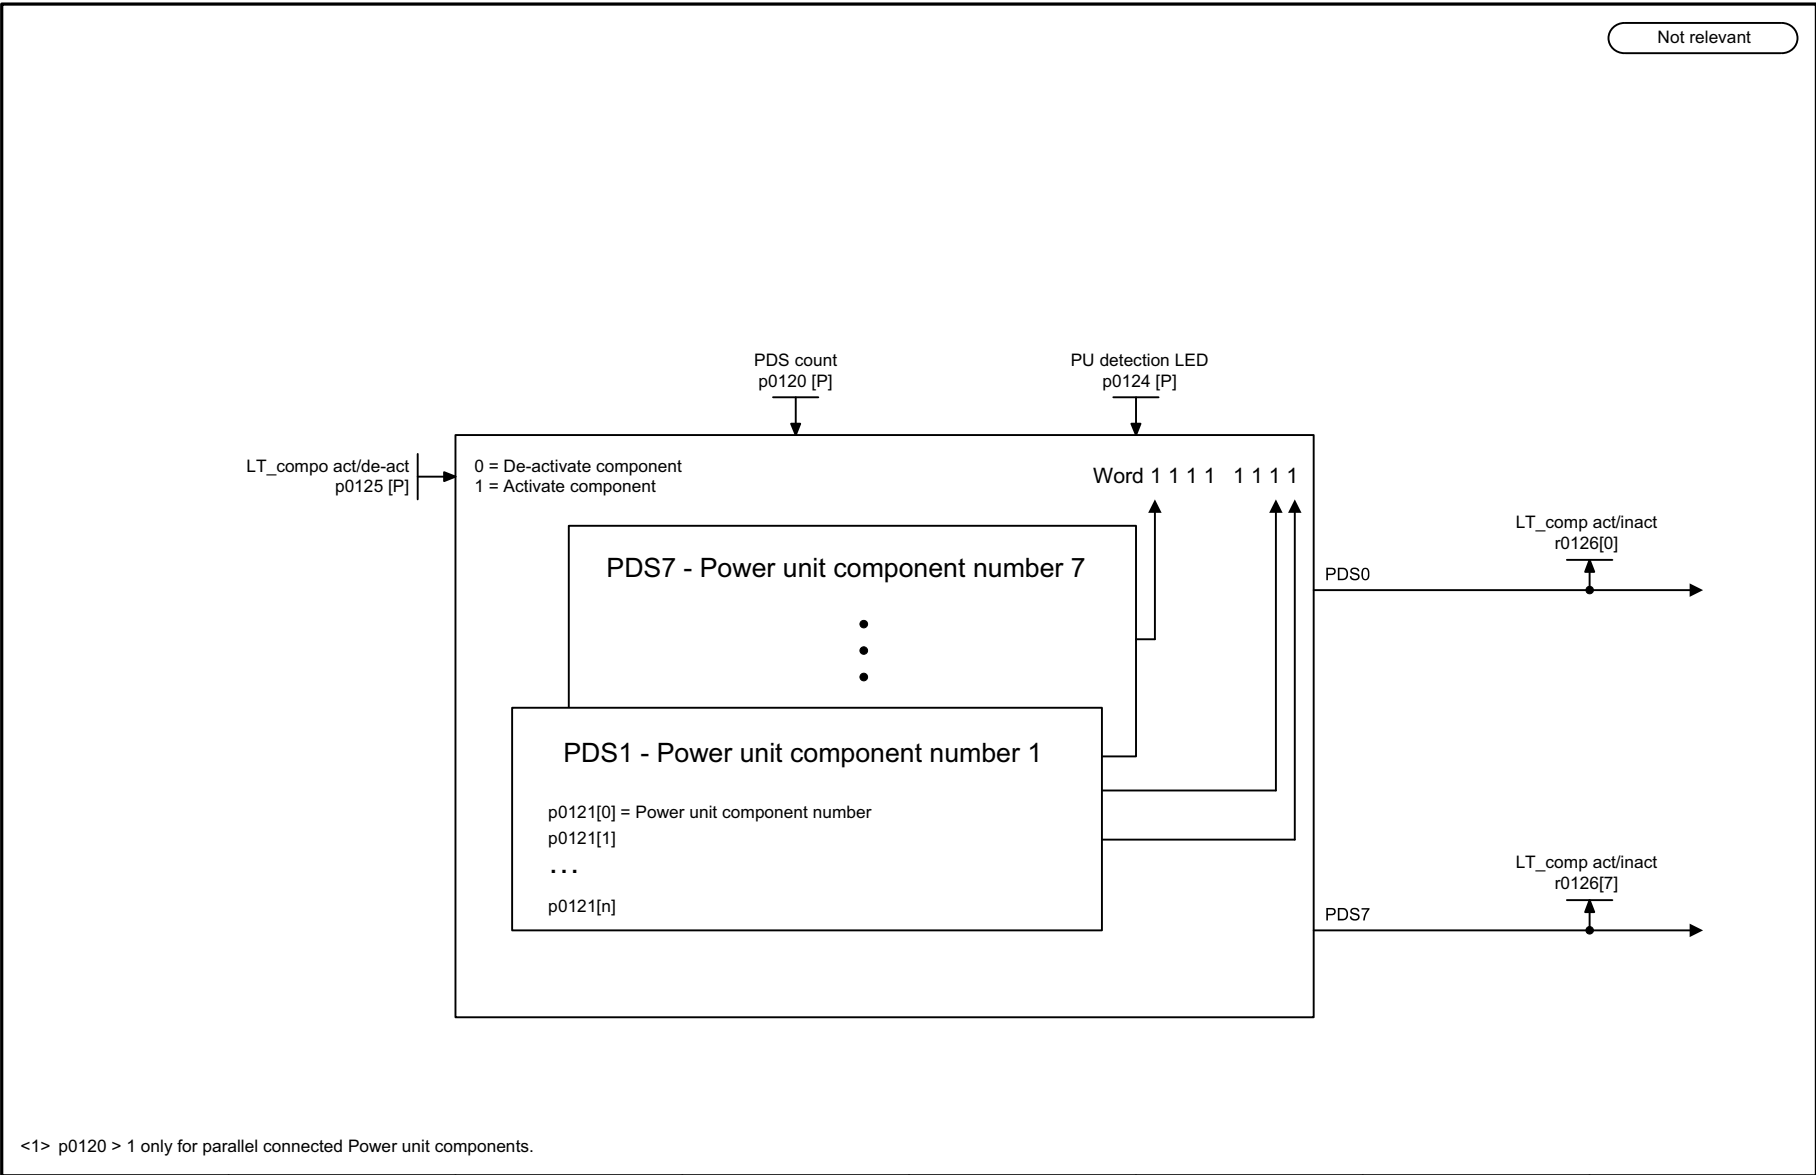 Not relevant
PDS count
p0120 [P]
PU detection LED
p0124 [P]
LT_compo act/de-act
p0125 [P]
0 = De-activate component
1 = Activate component
Word 1 1 1 1 1 1 1 1
PDS7 - Power unit component number 7
PDS1 - Power unit component number 1
p0121[0] = Power unit component number
p0121[1]
...
p0121[n]
LT_comp act/inact
r0126[0]
PDS0
LT_comp act/inact
r0126[7]
PDS7
<1> p0120 > 1 only for parallel connected Power unit components.